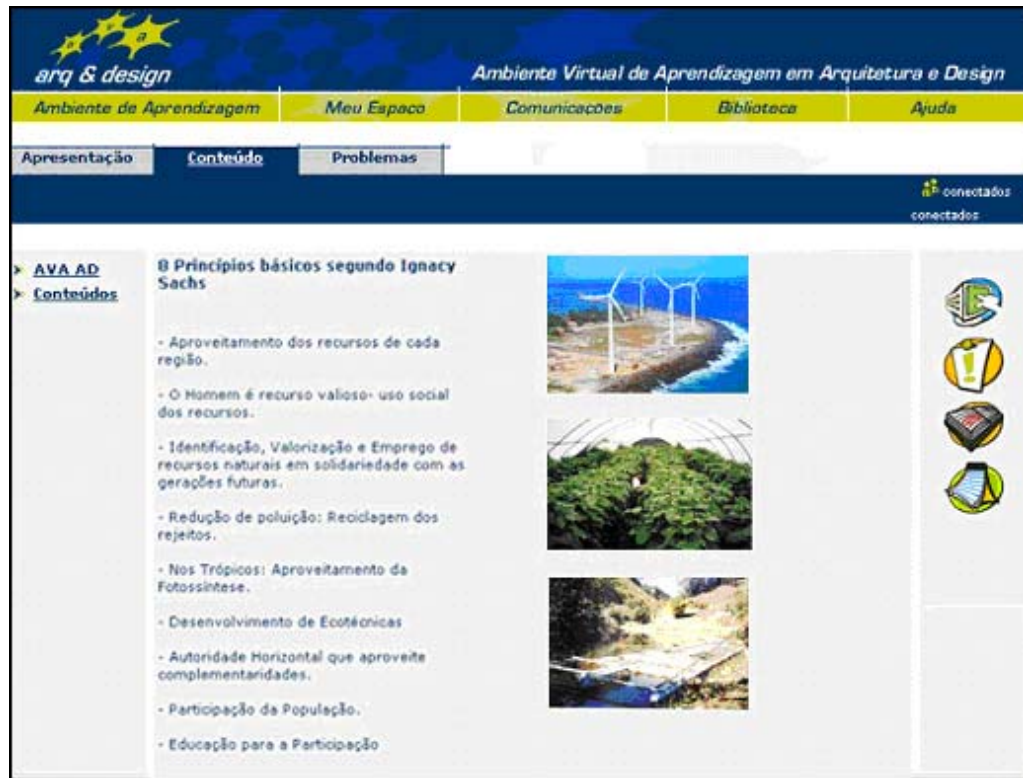 arq & design
Ambiente Virtual de Aprendizagem em Arquitetura e Design
Ambiente de Aprendizagem
Meu Espaco
Comunicacões
Biblioteca
Ajuda
Apresentação
Conteúdo
Problemas
conectados
conectados
AVA AD
Conteúdos
8 Princípios básicos segundo Ignacy
Sachs
- Aproveitamento dos recursos de cada
região.
- O Homem é recurso valioso- uso social
dos recursos.
- Identificação, Valorização e Emprego de
recursos naturais em solidariedade com as
gerações futuras.
- Redução de poluição: Reciclagem dos
rejeitos.
- Nos Trópicos: Aproveitamento da
Fotossíntese.
- Desenvolvimento de Ecotécnicas
- Autoridade Horizontal que aproveite
complementaridades.
- Participação da População.
- Educação para a Participação